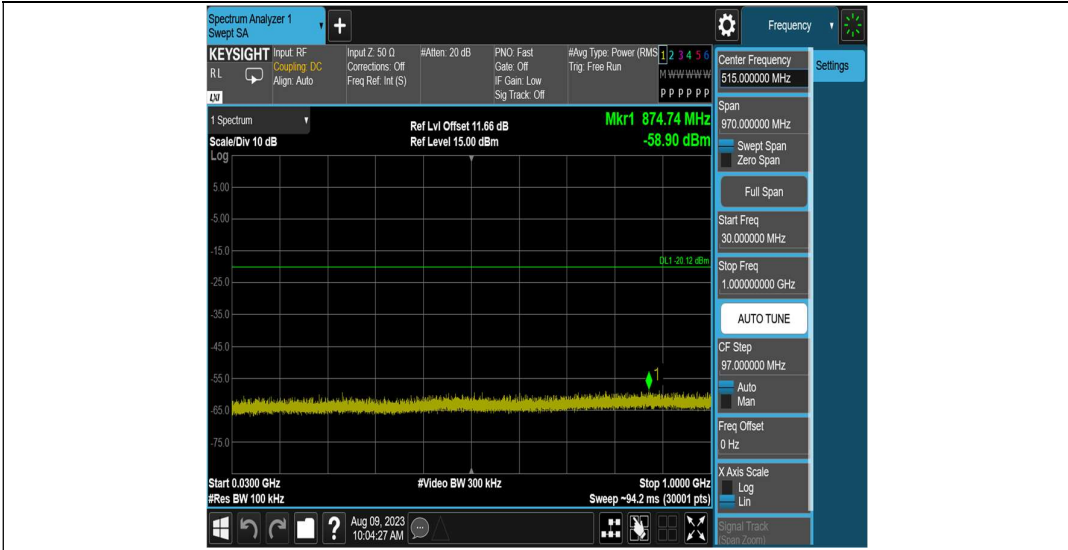 Spectrum Analyzer 1
Swept SA
+
Frequency
KEYSIGHT
RL
LXI
Input: RF
Coupling: DC
Align: Auto
Input Z: 50 Ω
Corrections: Off
Freq Ref: Int (S)
#Atten: 20 dB
PNO: Fast
Gate: Off
IF Gain: Low
Sig Track: Off
#Avg Type: Power (RMS
Trig: Free Run
1 2 3 4 5 6
M W W W W W
P P P P P P
Center Frequency
515.000000 MHz
Settings
Span
970.000000 MHz
Swept Span
Zero Span
Full Span
Start Freq
30.000000 MHz
Stop Freq
1.000000000 GHz
AUTO TUNE
CF Step
97.000000 MHz
Auto
Man
Freq Offset
0 Hz
X Axis Scale
Log
Lin
Signal Track
(Span Zoom)
1 Spectrum
Scale/Div 10 dB
Log
Ref Lvl Offset 11.66 dB
Ref Level 15.00 dBm
Mkr1 874.74 MHz
-58.90 dBm
5.00
-5.00
-15.0
DL1 -20.12 dBm
-25.0
-35.0
-45.0
-55.0
1
-65.0
-75.0
Start 0.0300 GHz
#Video BW 300 kHz
Stop 1.0000 GHz
#Res BW 100 kHz
Sweep ~94.2 ms (30001 pts)
?
Aug 09, 2023
10:04:27 AM